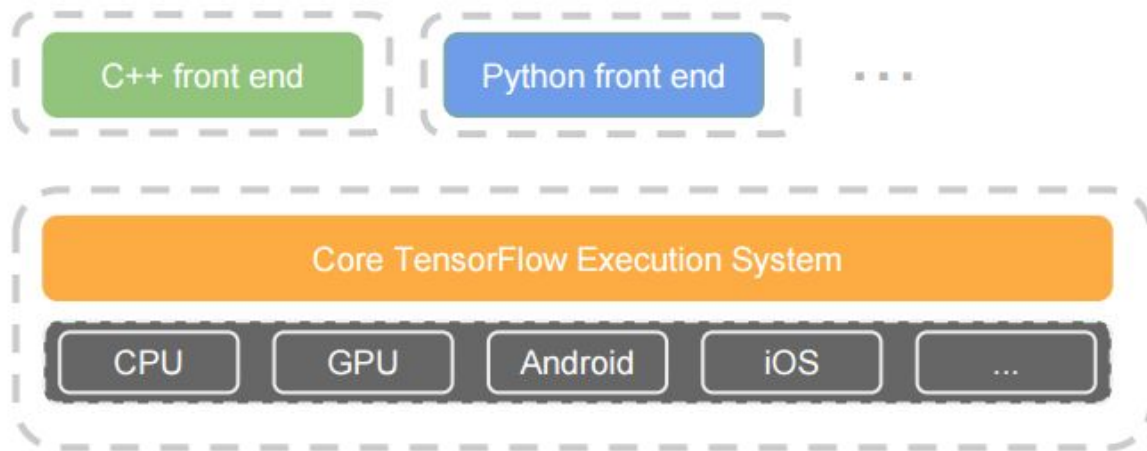 C++ front end Python front end ...
Core TensorFlow Execution System
CPU GPU Android iOS ...